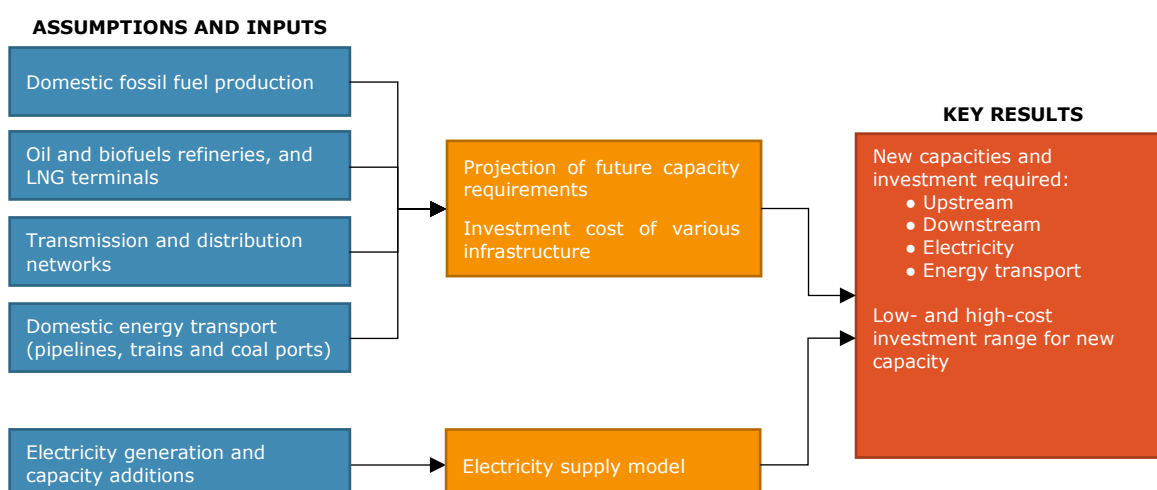 ASSUMPTIONS AND INPUTS
Domestic fossil fuel production
Oil and biofuels refineries, and
LNG terminals
Transmission and distribution
networks
Domestic energy transport
(pipelines, trains and coal ports)
Electricity generation and
capacity additions
Projection of future capacity
requirements
Investment cost of various
infrastructure
Electricity supply model
KEY RESULTS
New capacities and
investment required:
● Upstream
● Downstream
● Electricity
● Energy transport
Low- and high-cost
investment range for new
capacity